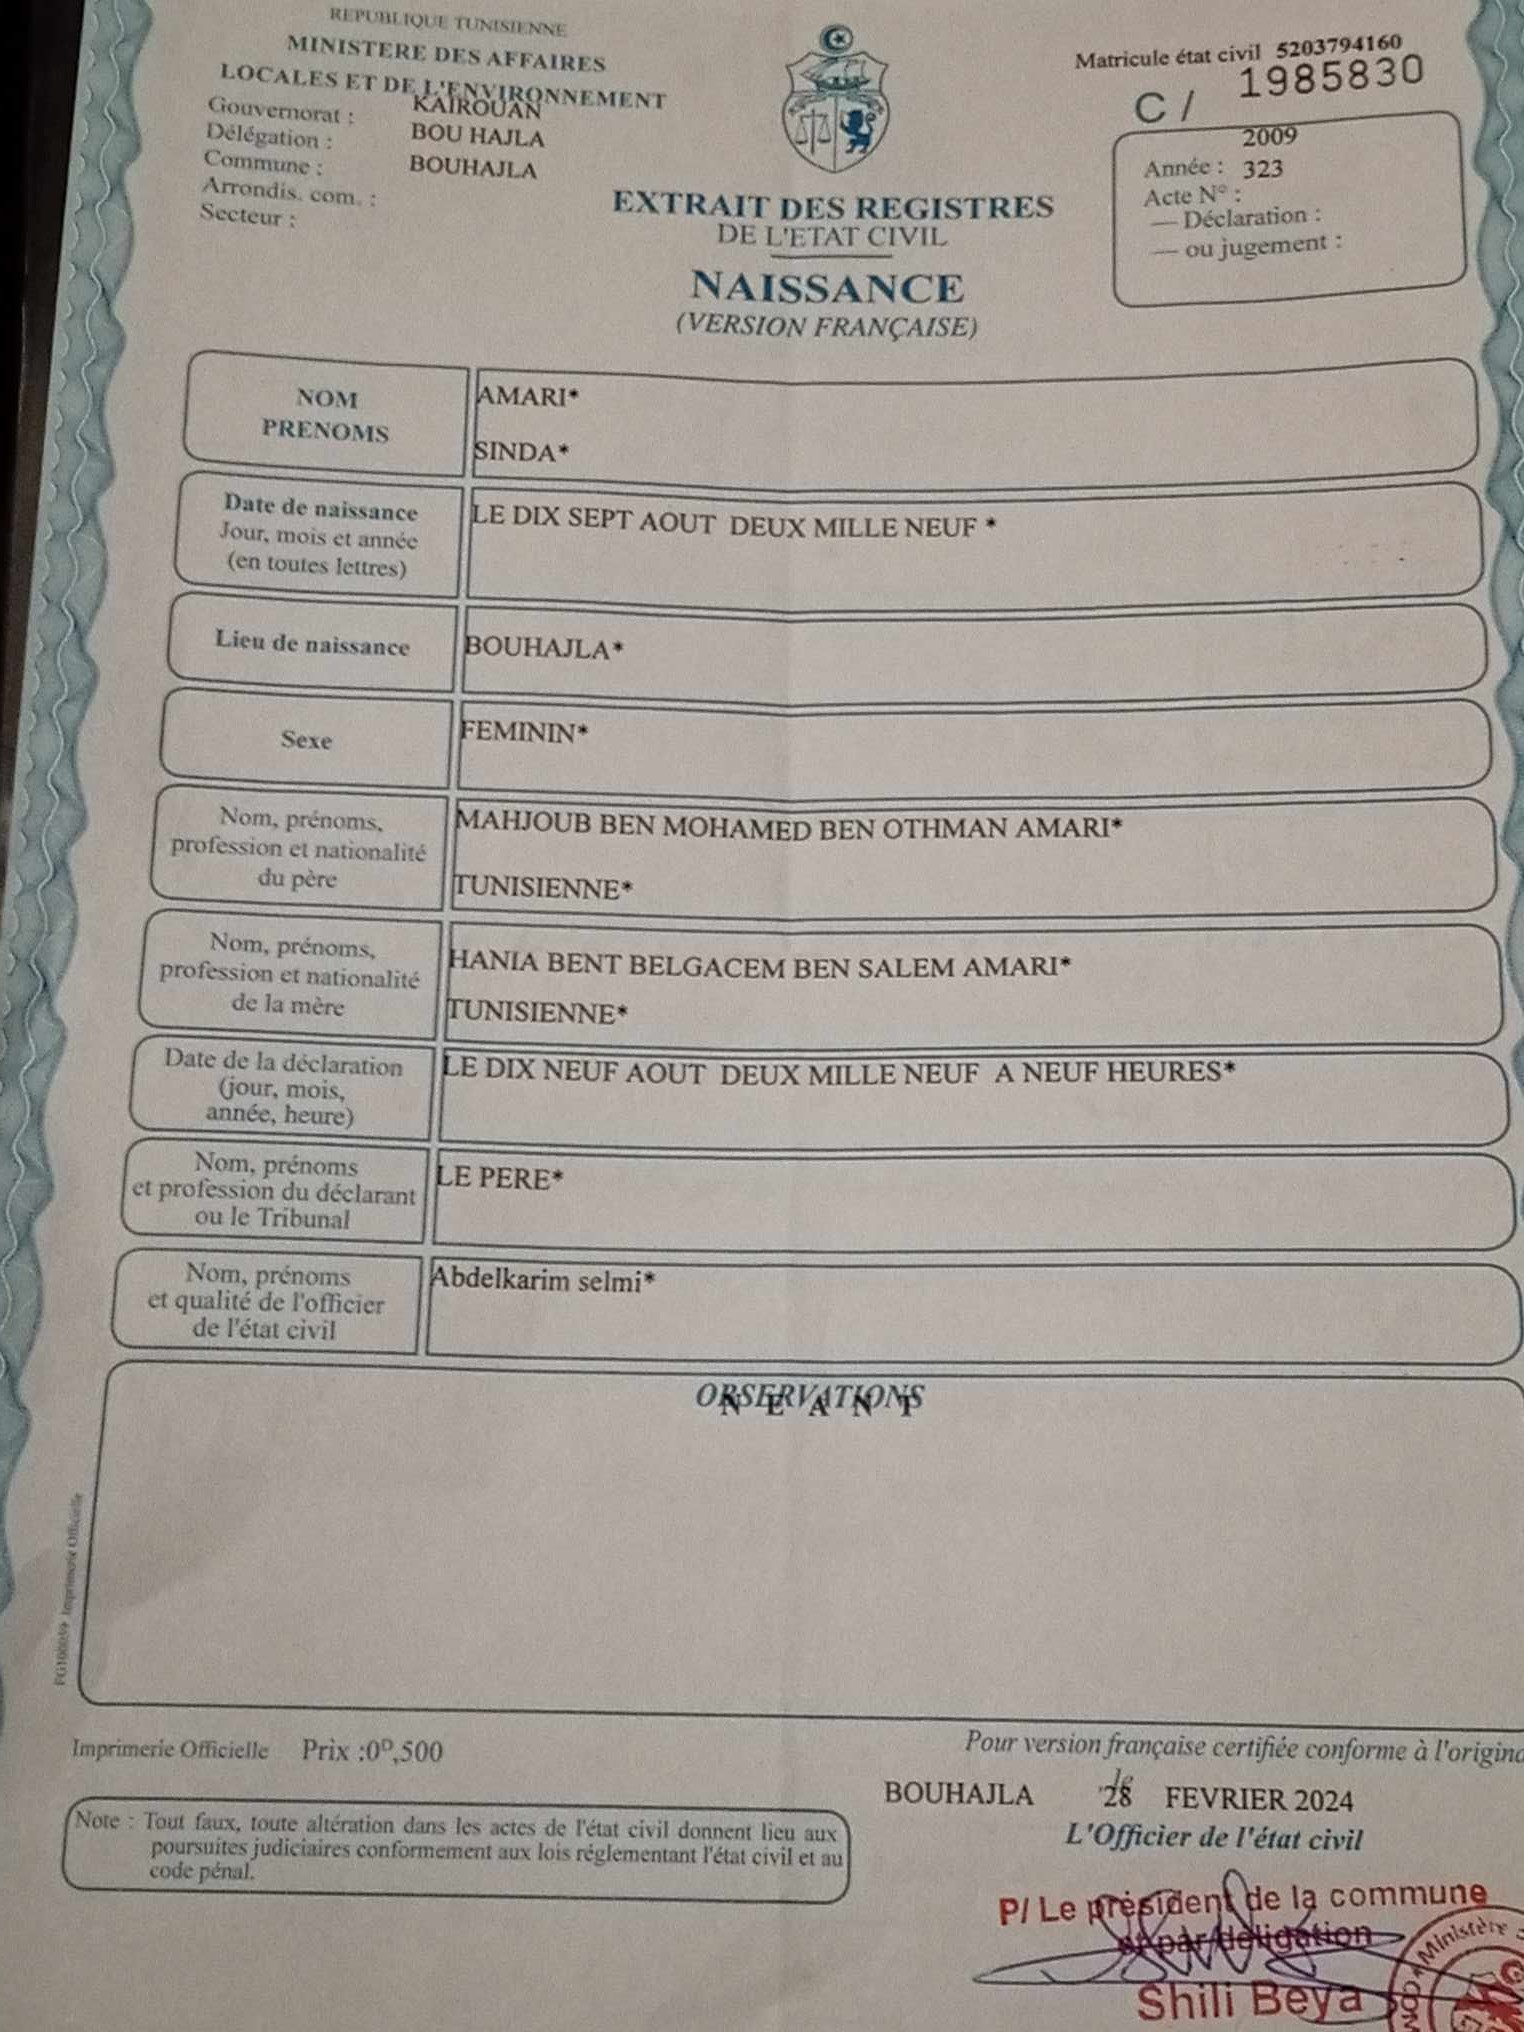 REPUBLIQUE TUNISIENNE
MINISTERE DES AFFAIRES
LOCALES ET DE L'ENVIRONNEMENT
Gouvernorat : KAIROUAN
Délégation : BOU HAJLA
Commune : BOUHAJLA
Arrondis. com. :
Secteur :
Matricule état civil 5203794160
C / 1985830
2009
Année : 323
Acte N° :
— Déclaration :
— ou jugement :
EXTRAIT DES REGISTRES
DE L'ETAT CIVIL
NAISSANCE
(VERSION FRANÇAISE)
NOM
PRENOMS
AMARI*
SINDA*
Date de naissance
Jour, mois et année
(en toutes lettres)
LE DIX SEPT AOUT DEUX MILLE NEUF *
Lieu de naissance
BOUHAJLA*
Sexe
FEMININ*
Nom, prénoms,
profession et nationalité
du père
MAHJOUB BEN MOHAMED BEN OTHMAN AMARI*
TUNISIENNE*
Nom, prénoms,
profession et nationalité
de la mère
HANIA BENT BELGACEM BEN SALEM AMARI*
TUNISIENNE*
Date de la déclaration
(jour, mois,
année, heure)
LE DIX NEUF AOUT DEUX MILLE NEUF A NEUF HEURES*
Nom, prénoms
et profession du déclarant
ou le Tribunal
LE PERE*
Nom, prénoms
et qualité de l'officier
de l'état civil
Abdelkarim selmi*
OBSERVATIONS
N E A N T
Imprimerie Officielle
Imprimerie Officielle Prix :0ᴰ,500
Note : Tout faux, toute altération dans les actes de l'état civil donnent lieu aux
poursuites judiciaires conformement aux lois réglementant l'état civil et au
code pénal.
Pour version française certifiée conforme à l'origina
BOUHAJLA le 28 FEVRIER 2024
L'Officier de l'état civil
P/ Le président de la commune
et par déligation
Shili Beya
Ministère
COM